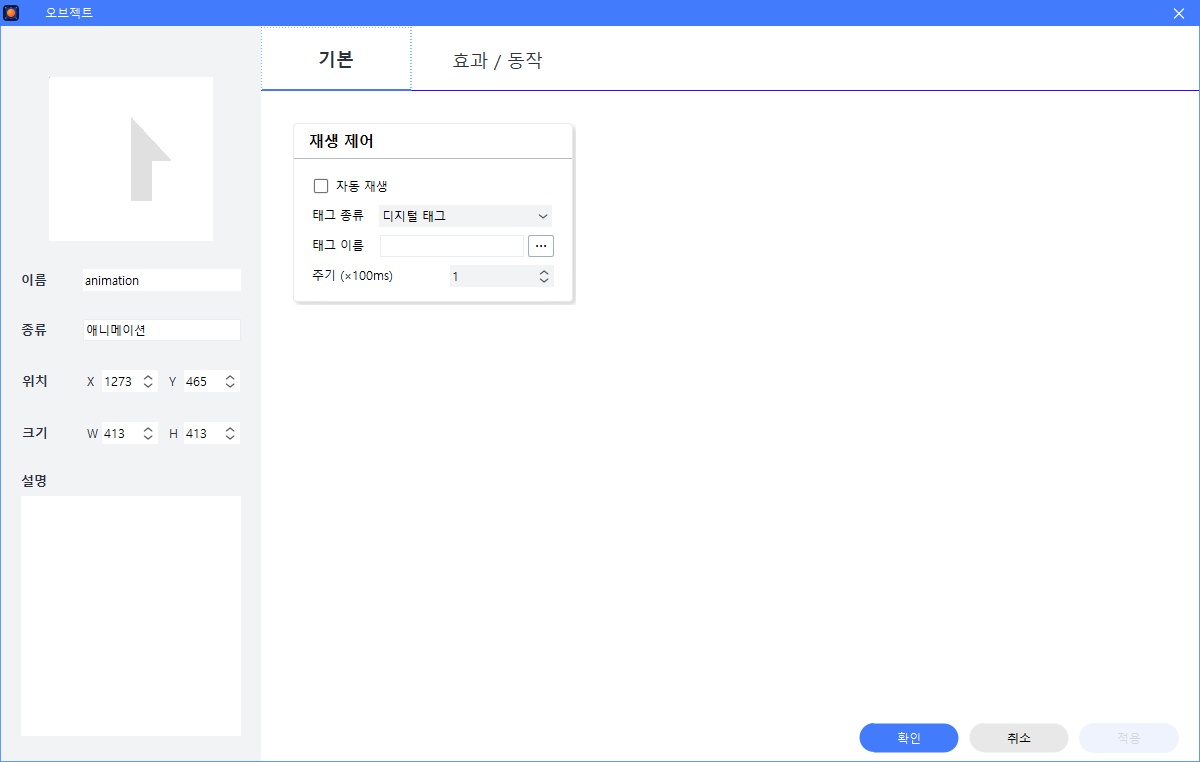 오브젝트
기본
효과 / 동작
재생 제어
자동 재생
태그 종류 디지털 태그
태그 이름 ...
주기 (×100ms) 1
이름 animation
종류 애니메이션
위치 X 1273 Y 465
크기 W 413 H 413
설명
확인 취소 적용